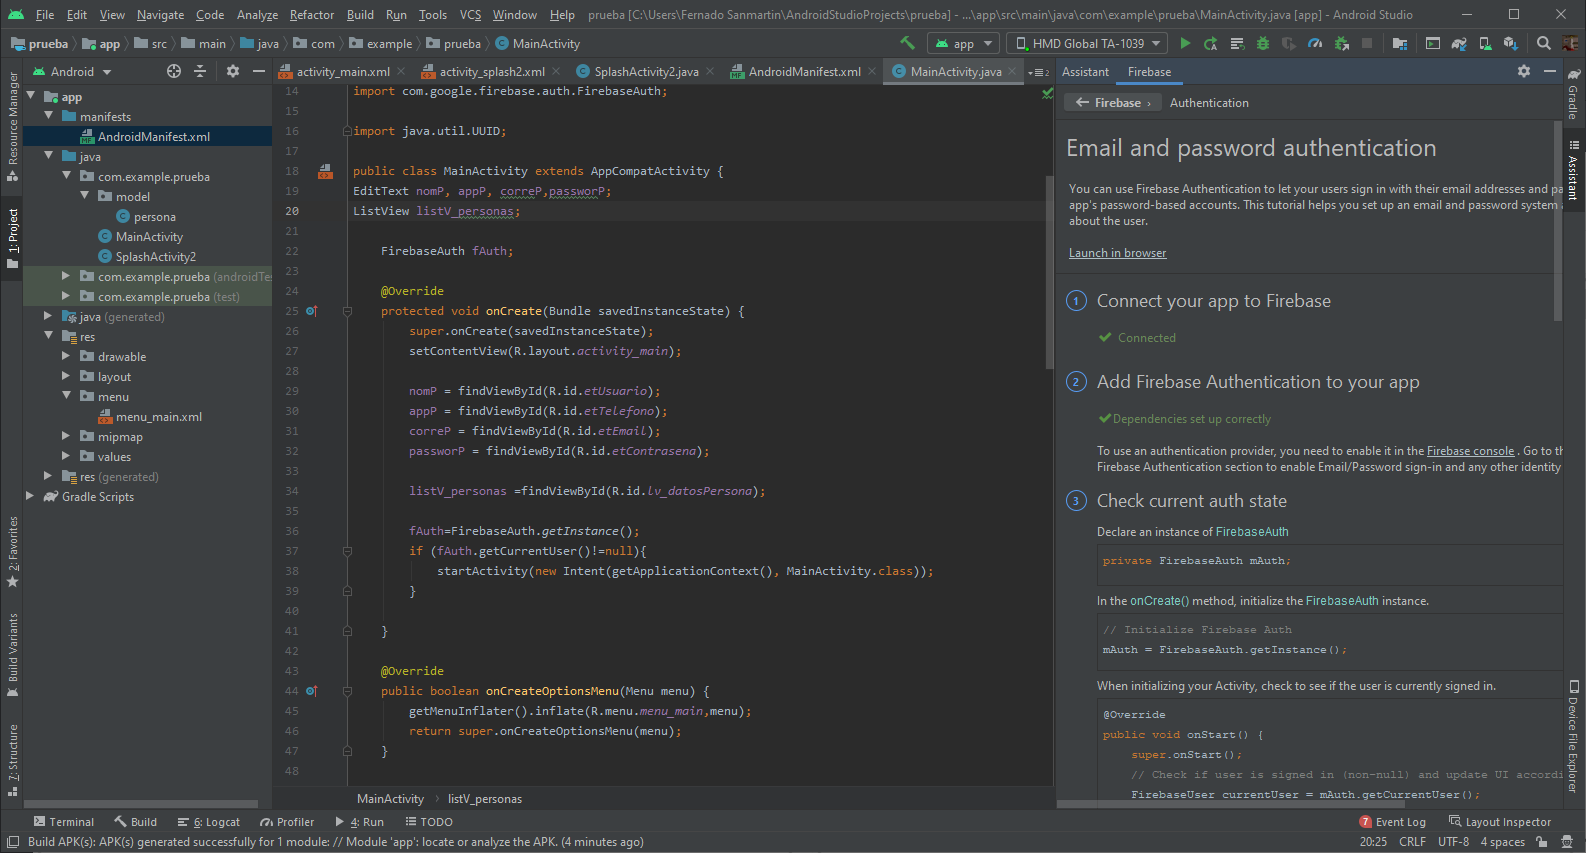 File Edit View Navigate Code Analyze Refactor Build Run Tools VCS Window Help prueba [C:\Users\Fernado Sanmartin\AndroidStudioProjects\prueba] - ...\app\src\main\java\com\example\prueba\MainActivity.java [app] - Android Studio
prueba app src main java com example prueba MainActivity app HMD Global TA-1039
Resource Manager
1: Project
2: Favorites
Build Variants
7: Structure
Android
app
manifests
AndroidManifest.xml
java
com.example.prueba
model
persona
MainActivity
SplashActivity2
com.example.prueba (androidTes
com.example.prueba (test)
java (generated)
res
drawable
layout
menu
menu_main.xml
mipmap
values
res (generated)
Gradle Scripts
activity_main.xml activity_splash2.xml SplashActivity2.java AndroidManifest.xml MainActivity.java 2
14 import com.google.firebase.auth.FirebaseAuth;
15
16 import java.util.UUID;
17
18 public class MainActivity extends AppCompatActivity {
19 EditText nomP, appP, correP,passworP;
20 ListView listV_personas;
21
22 FirebaseAuth fAuth;
23
24 @Override
25 protected void onCreate(Bundle savedInstanceState) {
26 super.onCreate(savedInstanceState);
27 setContentView(R.layout.activity_main);
28
29 nomP = findViewById(R.id.etUsuario);
30 appP = findViewById(R.id.etTelefono);
31 correP = findViewById(R.id.etEmail);
32 passworP = findViewById(R.id.etContrasena);
33
34 listV_personas =findViewById(R.id.lv_datosPersona);
35
36 fAuth=FirebaseAuth.getInstance();
37 if (fAuth.getCurrentUser()!=null){
38 startActivity(new Intent(getApplicationContext(), MainActivity.class));
39 }
40
41 }
42
43 @Override
44 public boolean onCreateOptionsMenu(Menu menu) {
45 getMenuInflater().inflate(R.menu.menu_main,menu);
46 return super.onCreateOptionsMenu(menu);
47 }
48
MainActivity › listV_personas
Assistant Firebase
← Firebase › Authentication
Email and password authentication
You can use Firebase Authentication to let your users sign in with their email addresses and pa
app's password-based accounts. This tutorial helps you set up an email and password system a
about the user.
Launch in browser
1 Connect your app to Firebase
Connected
2 Add Firebase Authentication to your app
Dependencies set up correctly
To use an authentication provider, you need to enable it in the Firebase console . Go to th
Firebase Authentication section to enable Email/Password sign-in and any other identity
3 Check current auth state
Declare an instance of FirebaseAuth
private FirebaseAuth mAuth;
In the onCreate() method, initialize the FirebaseAuth instance.
// Initialize Firebase Auth
mAuth = FirebaseAuth.getInstance();
When initializing your Activity, check to see if the user is currently signed in.
@Override
public void onStart() {
super.onStart();
// Check if user is signed in (non-null) and update UI accordi
FirebaseUser currentUser = mAuth.getCurrentUser();
Gradle
Assistant
Device File Explorer
Terminal Build 6: Logcat Profiler 4: Run TODO 7 Event Log Layout Inspector
Build APK(s): APK(s) generated successfully for 1 module: // Module 'app': locate or analyze the APK. (4 minutes ago) 20:25 CRLF UTF-8 4 spaces